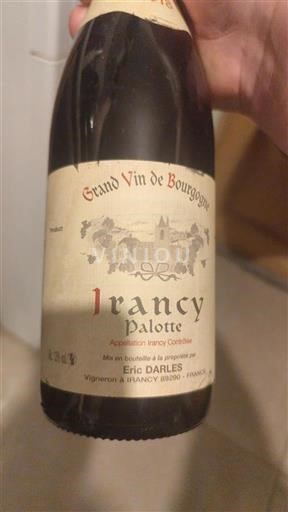 Grand Vin de Bourgogne
VINIOU
Irancy
Palotte
Appellation Irancy Contrôlée
Mis en bouteille à la propriété par
Eric DARLES
Vigneron à IRANCY 89290 - FRANCE